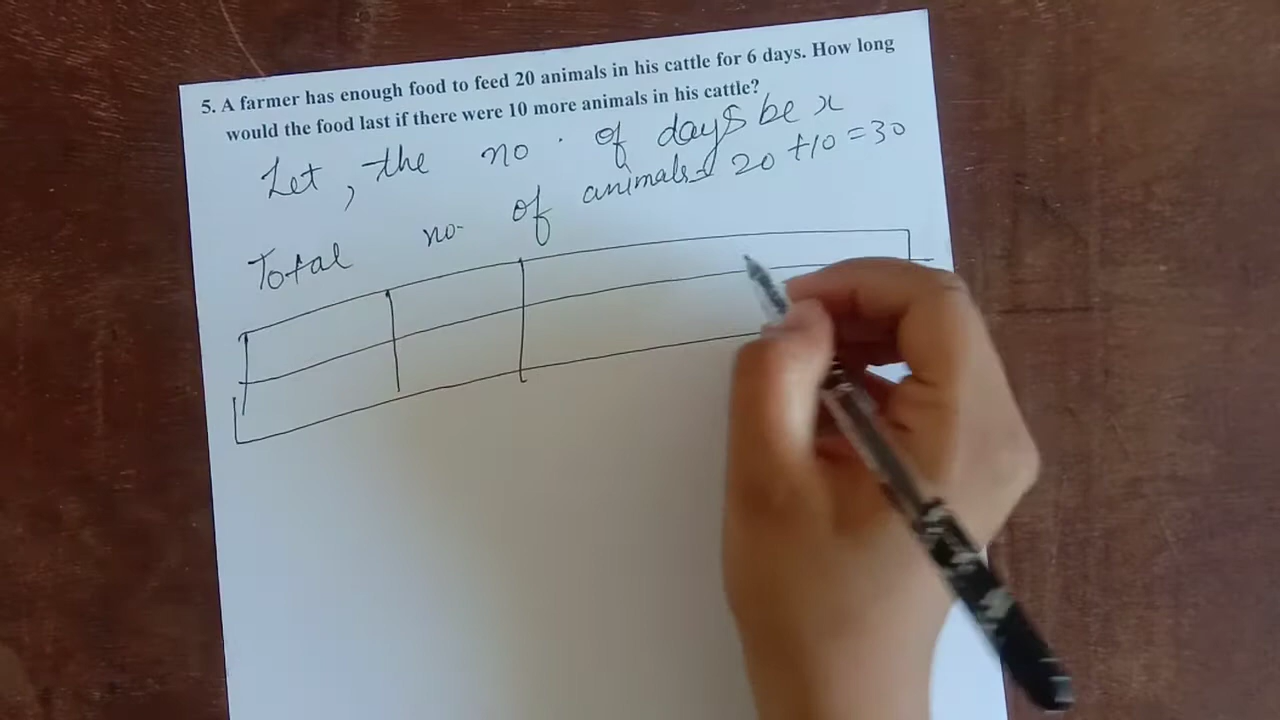 5. A farmer has enough food to feed 20 animals in his cattle for 6 days. How long
would the food last if there were 10 more animals in his cattle?
Let, the no. of days be x
Total no. of animals = 20 + 10 = 30